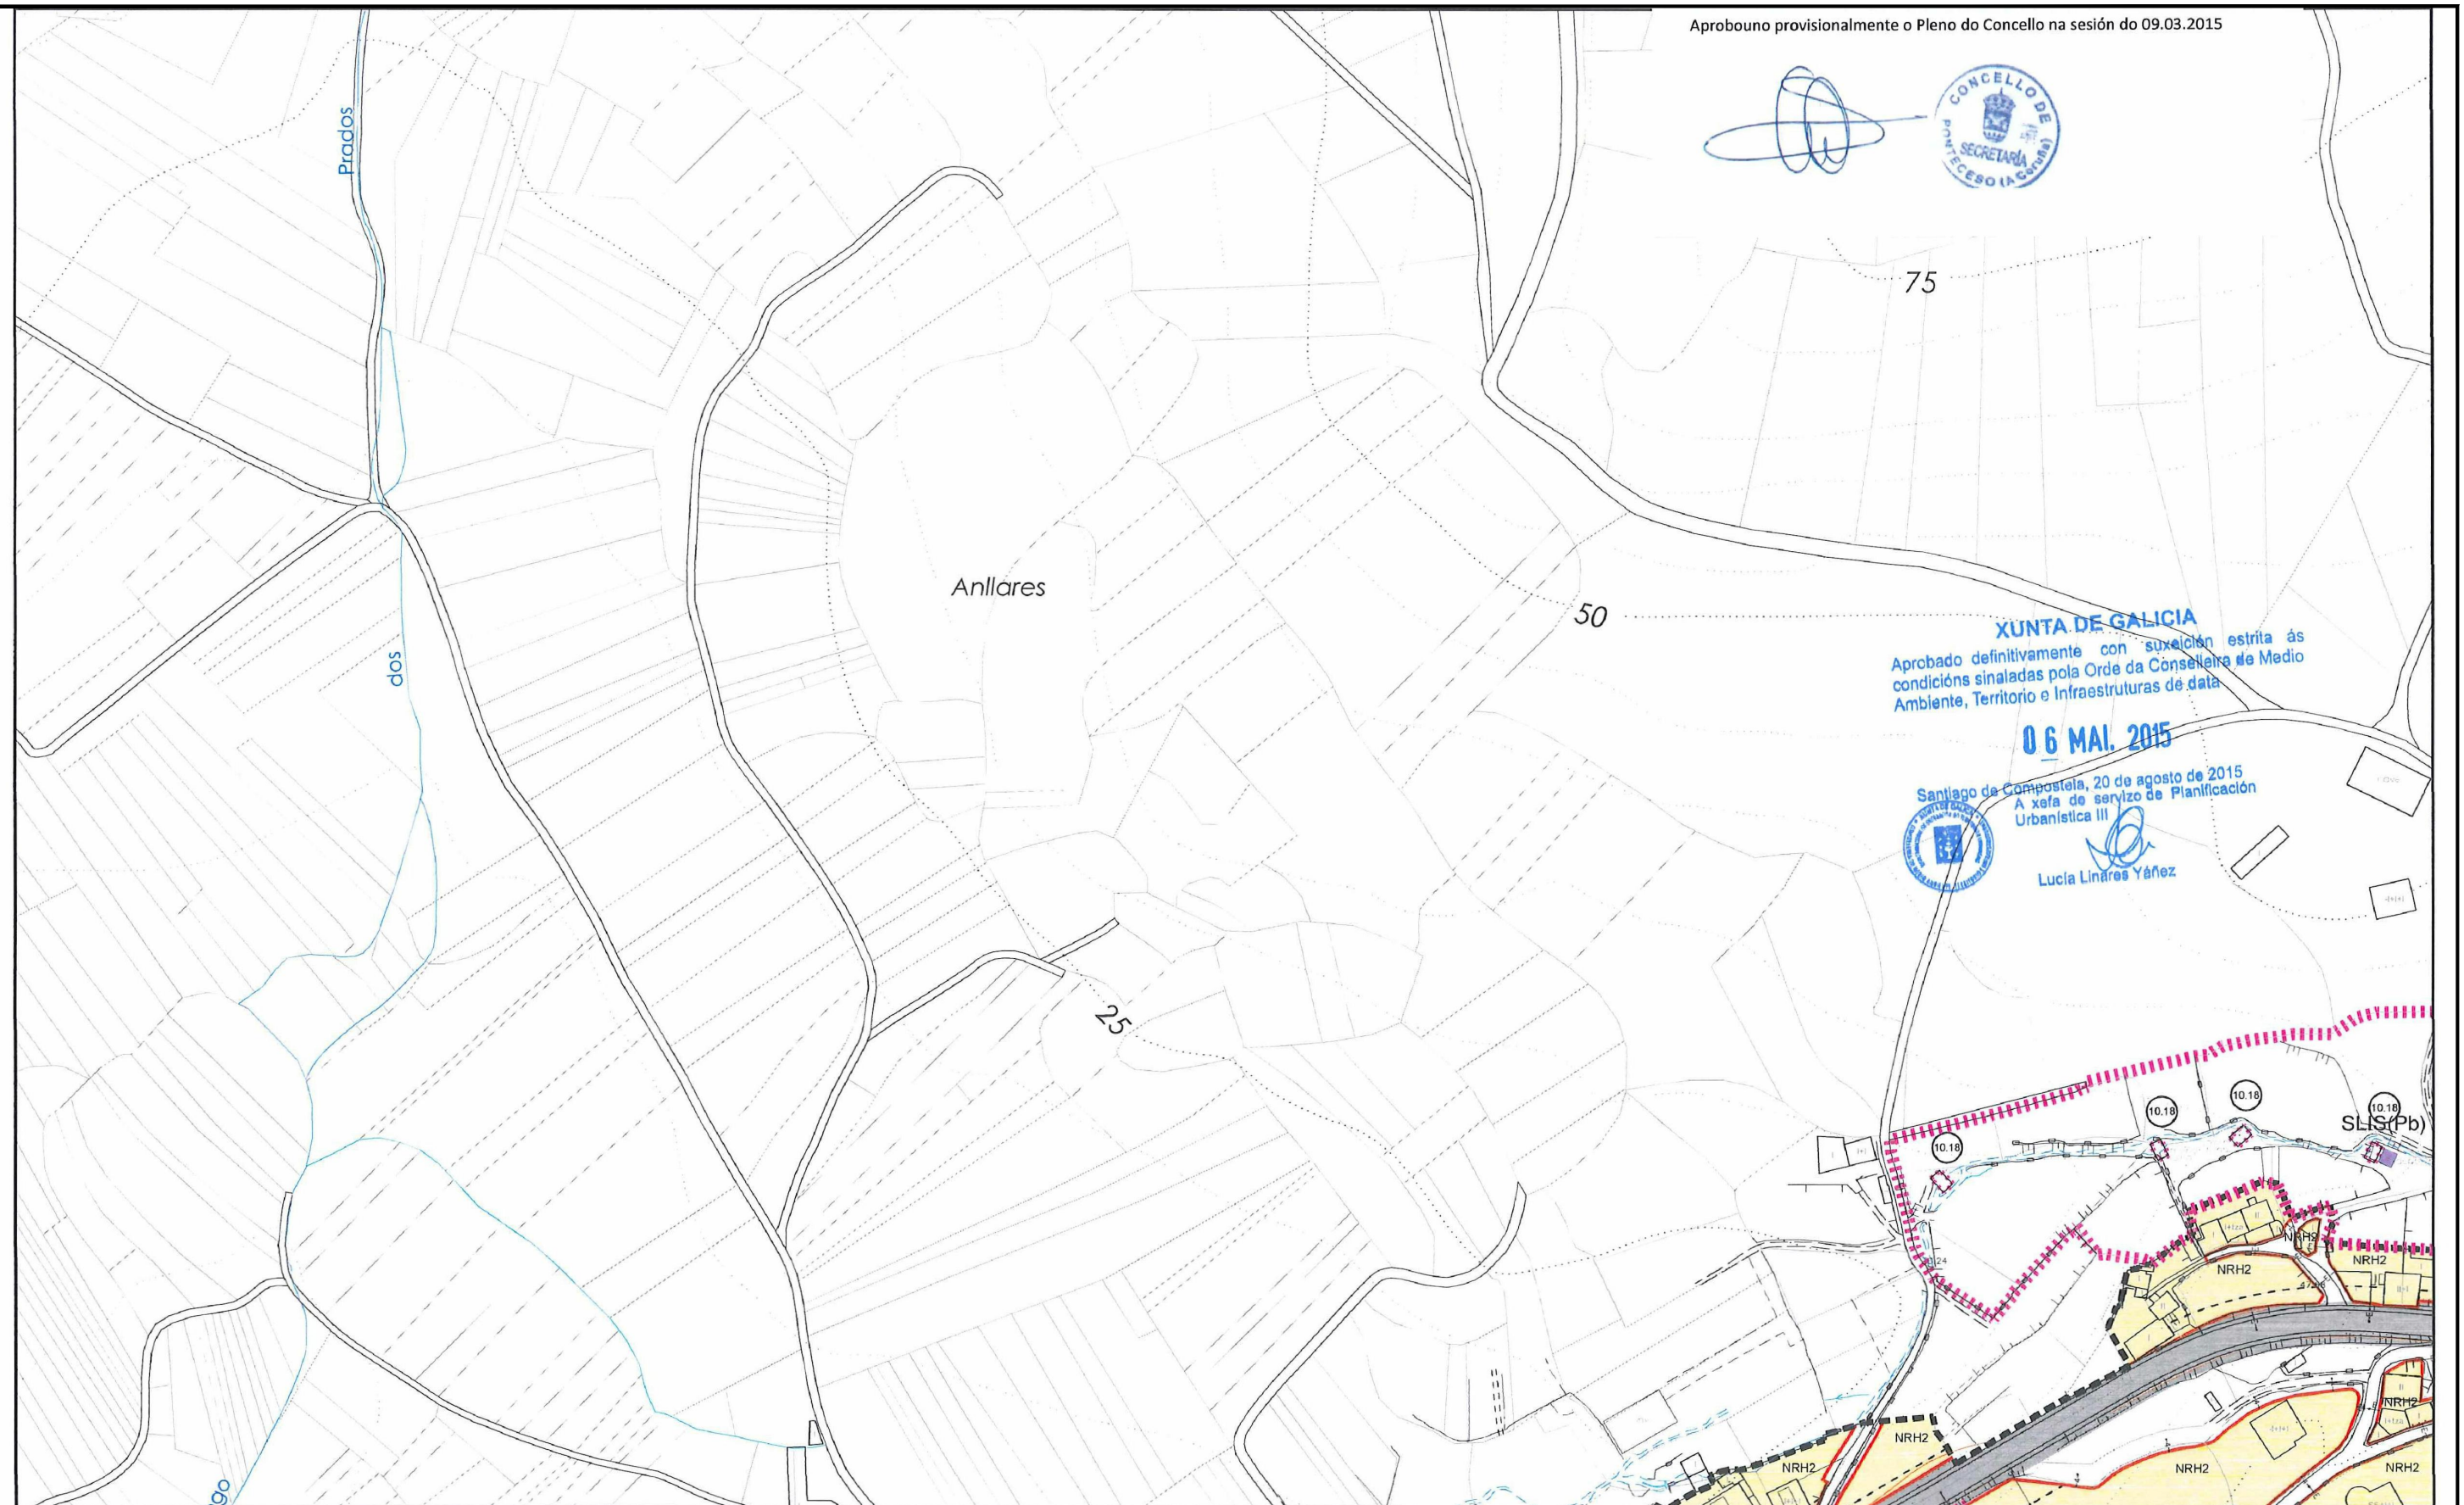 Aprobouno provisionalmente o Pleno do Concello na sesión do 09.03.2015
CONCELLO DE
PONTECESO (A Coruña)
SECRETARÍA
Prados
75
Anllares
50
XUNTA DE GALICIA
Aprobado definitivamente con suxeición estrita ás
condicións sinaladas pola Orde da Conselleira de Medio
Ambiente, Territorio e Infraestruturas de data
06 MAI. 2015
dos
Santiago de Compostela, 20 de agosto de 2015
A xefa de servizo de Planificación
Urbanística III
Lucía Linares Yáñez
25
10.18
10.18
10.18
10.18
SLIS(Pb)
NRH2
NRH2
NRH2
NRH2
NRH2
NRH2
NRH2
NRH2
go